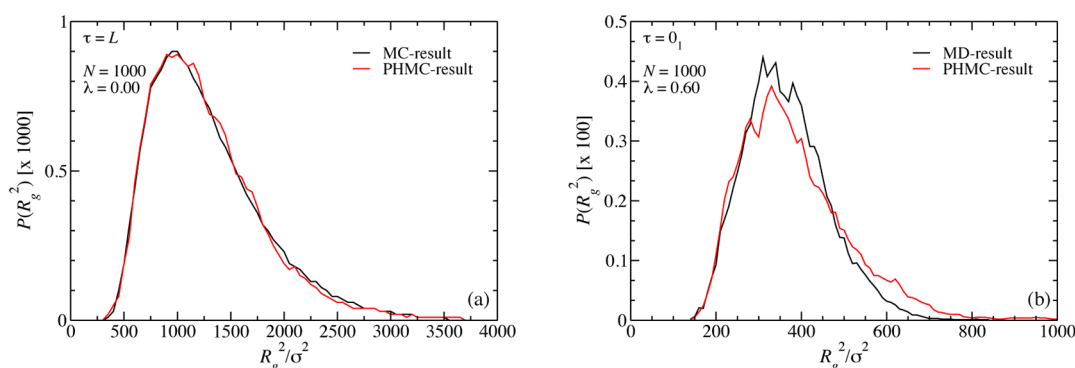 τ = L
N = 1000
λ = 0.00
MC-result
PHMC-result
P(R_g^2) [x 1000]
1
0.5
0
0 500 1000 1500 2000 2500 3000 3500 4000
(a)
R_g^2/σ^2
τ = 0_1
N = 1000
λ = 0.60
MD-result
PHMC-result
P(R_g^2) [x 100]
0.5
0.4
0.3
0.2
0.1
0
200 400 600 800 1000
(b)
R_g^2/σ^2